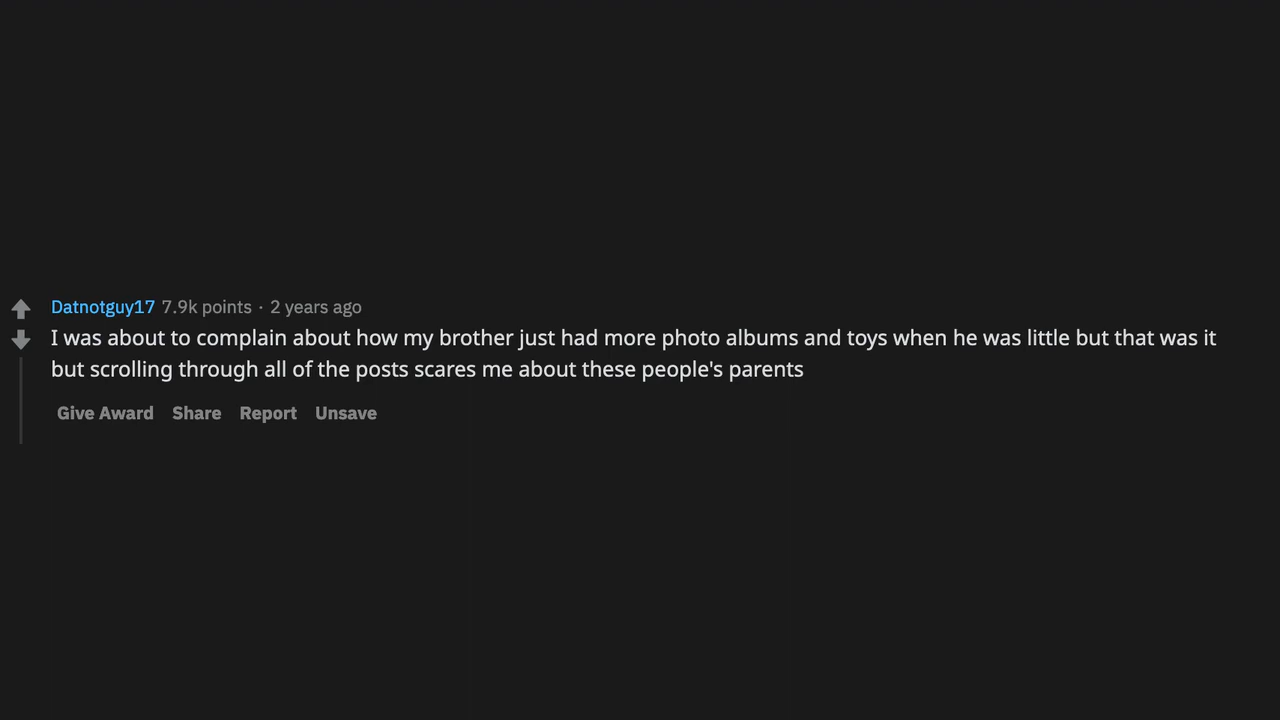 Datnotguy17 7.9k points · 2 years ago
I was about to complain about how my brother just had more photo albums and toys when he was little but that was it
but scrolling through all of the posts scares me about these people's parents
Give Award Share Report Unsave